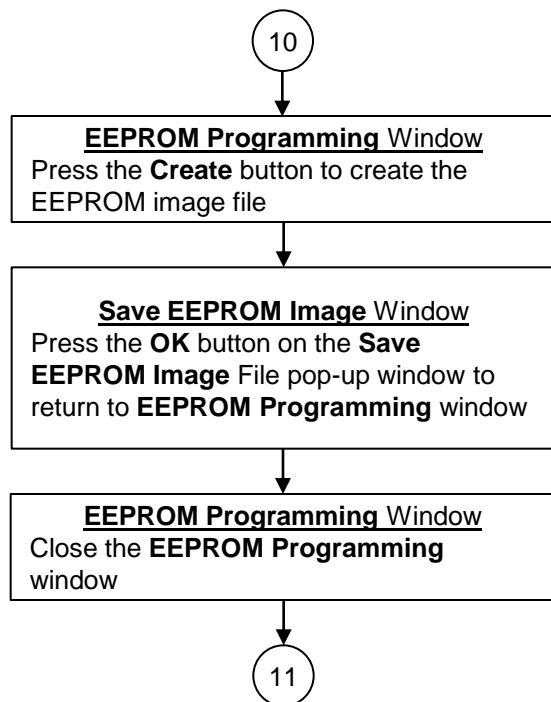 10
EEPROM Programming Window
Press the Create button to create the
EEPROM image file
Save EEPROM Image Window
Press the OK button on the Save
EEPROM Image File pop-up window to
return to EEPROM Programming window
EEPROM Programming Window
Close the EEPROM Programming
window
11